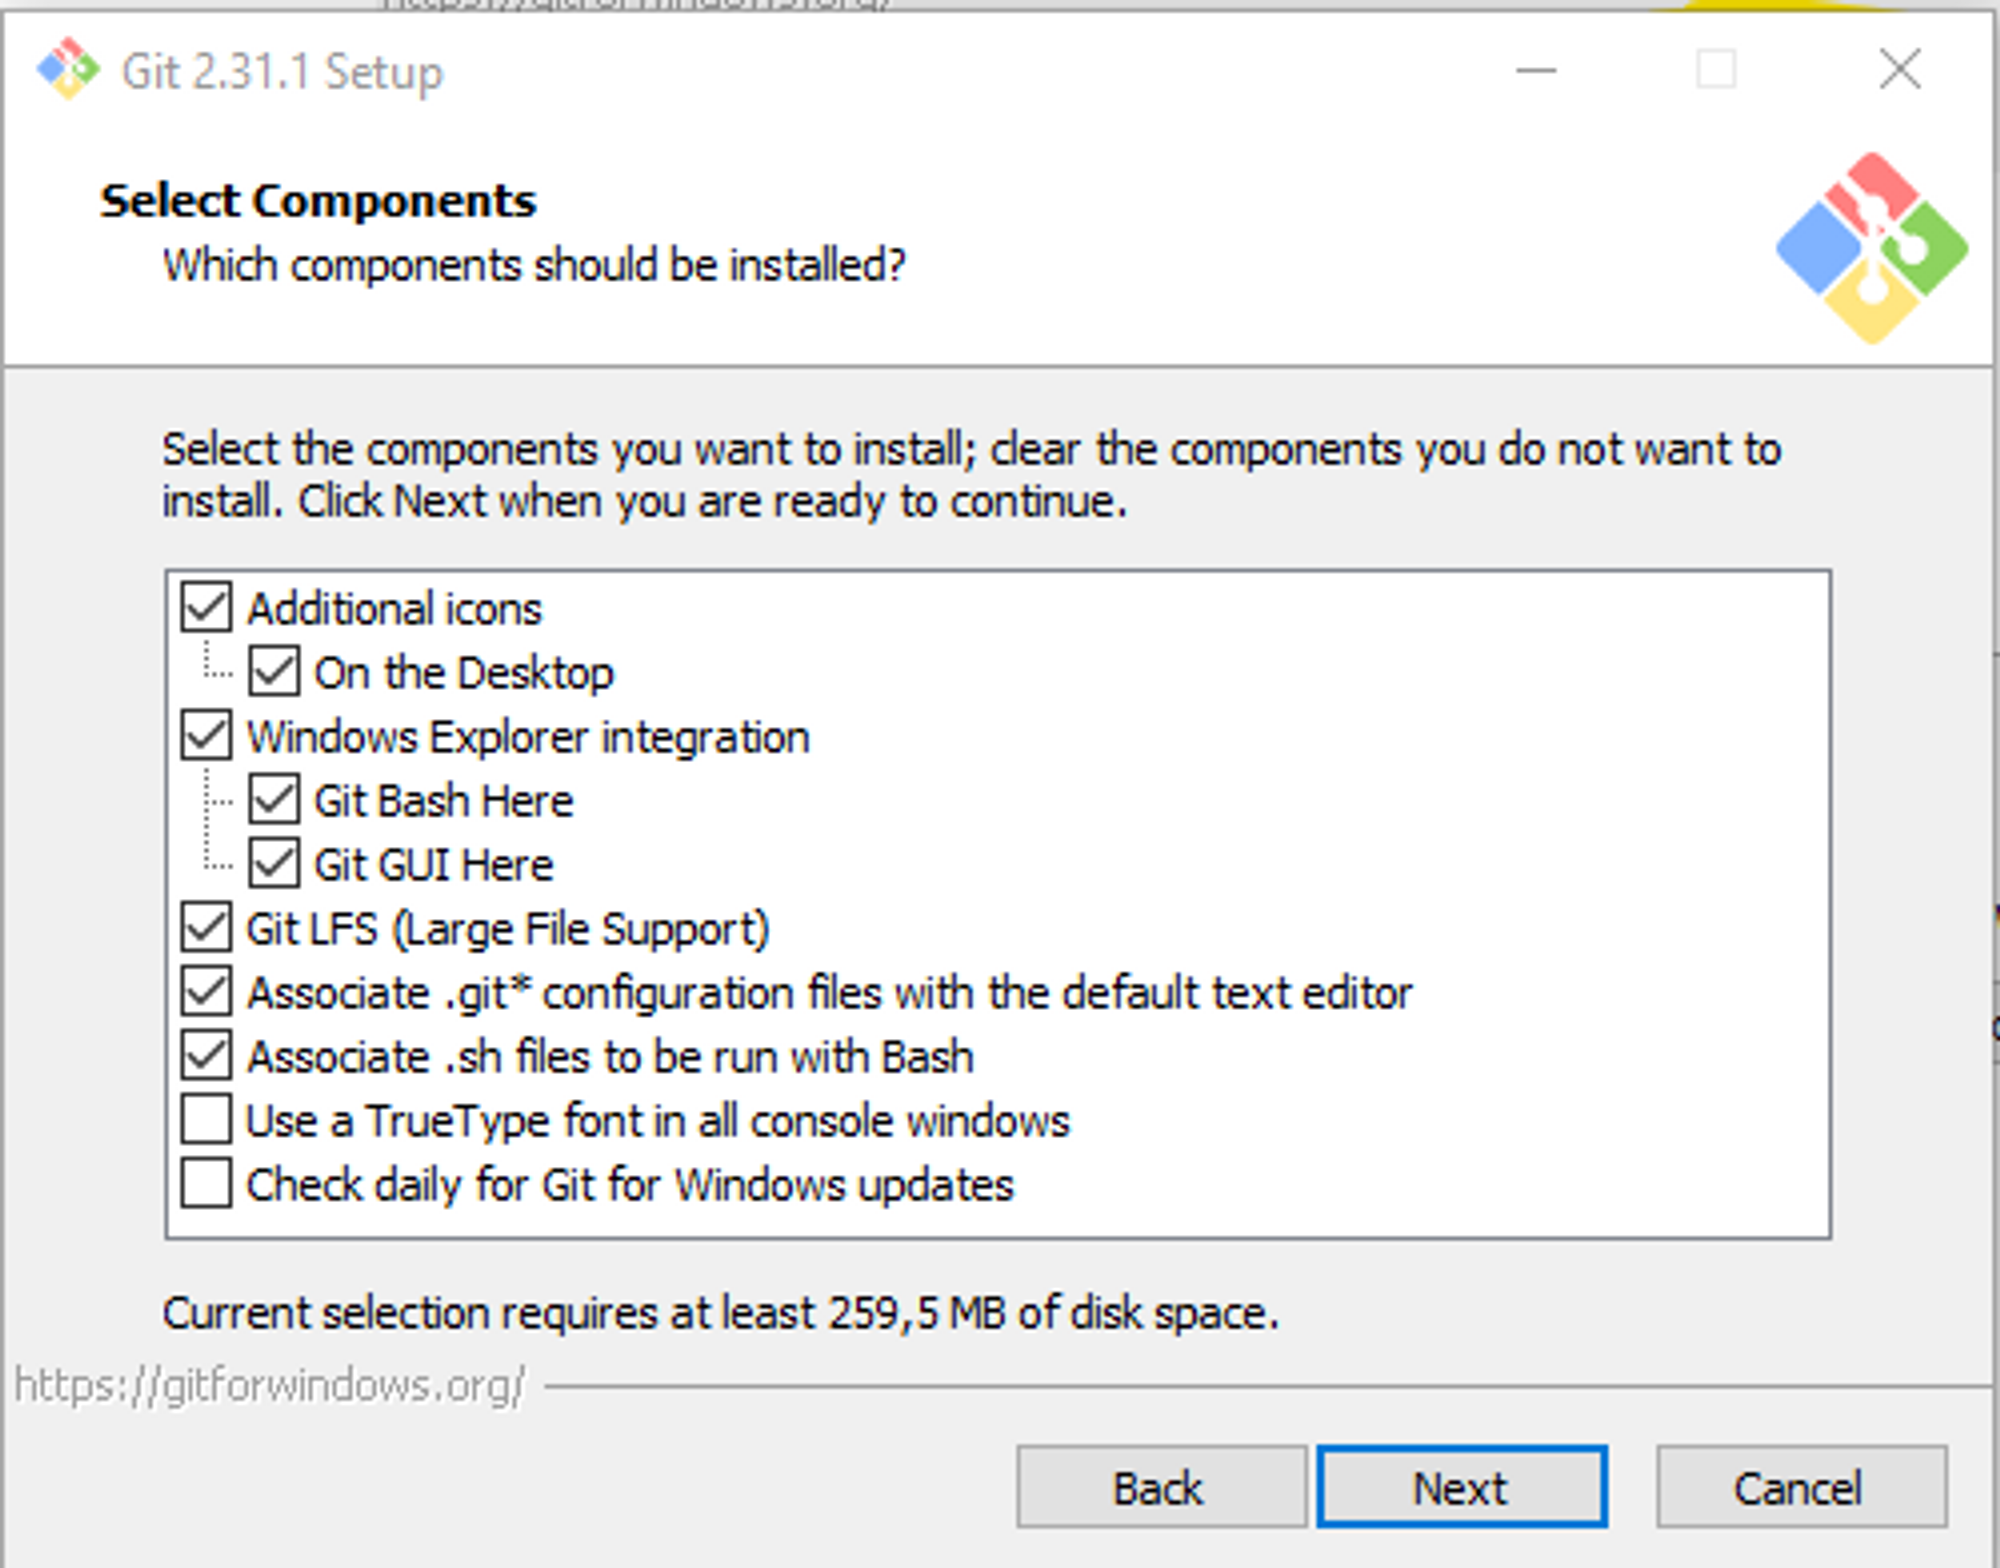 https://gitforwindows.org/
Git 2.31.1 Setup
Select Components
Which components should be installed?
Select the components you want to install; clear the components you do not want to
install. Click Next when you are ready to continue.
Additional icons
On the Desktop
Windows Explorer integration
Git Bash Here
Git GUI Here
Git LFS (Large File Support)
Associate .git* configuration files with the default text editor
Associate .sh files to be run with Bash
Use a TrueType font in all console windows
Check daily for Git for Windows updates
Current selection requires at least 259,5 MB of disk space.
https://gitforwindows.org/
Back
Next
Cancel